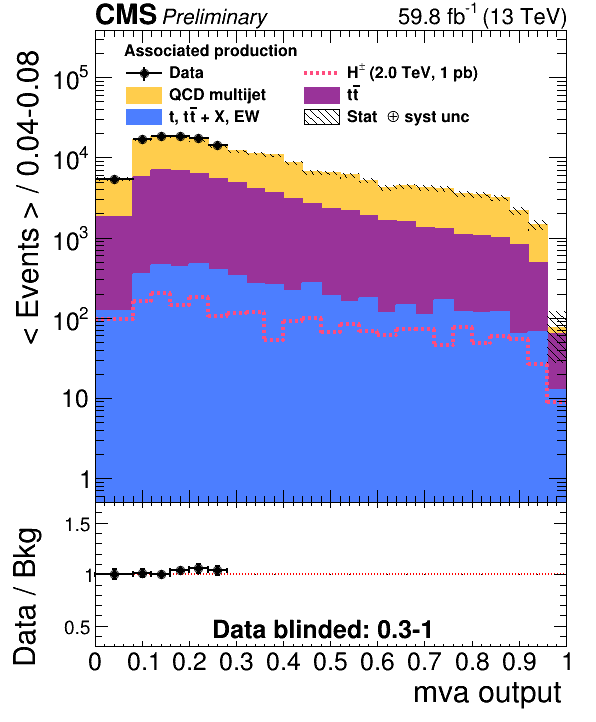 CMS Preliminary 59.8 fb⁻¹ (13 TeV)
Associated production
Data
H± (2.0 TeV, 1 pb)
QCD multijet
tt̄
t, tt̄ + X, EW
Stat ⊕ syst unc
< Events > / 0.04-0.08
10⁵
10⁴
10³
10²
10
1
Data / Bkg
1.5
1
0.5
Data blinded: 0.3-1
0 0.1 0.2 0.3 0.4 0.5 0.6 0.7 0.8 0.9 1
mva output